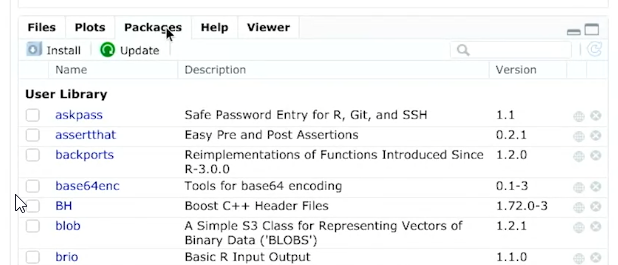 Files Plots Packages Help Viewer
Install Update
Name Description Version
User Library
askpass Safe Password Entry for R, Git, and SSH 1.1
assertthat Easy Pre and Post Assertions 0.2.1
backports Reimplementations of Functions Introduced Since 1.2.0
R-3.0.0
base64enc Tools for base64 encoding 0.1-3
BH Boost C++ Header Files 1.72.0-3
blob A Simple S3 Class for Representing Vectors of 1.2.1
Binary Data ('BLOBS')
brio Basic R Input Output 1.1.0